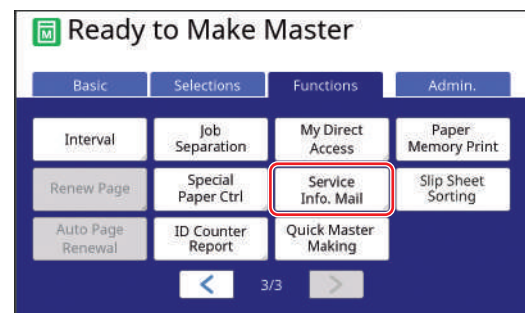 M Ready to Make Master
Basic Selections Functions Admin.
Interval
Job
Separation
My Direct
Access
Paper
Memory Print
Renew Page
Special
Paper Ctrl
Service
Info. Mail
Slip Sheet
Sorting
Auto Page
Renewal
ID Counter
Report
Quick Master
Making
< 3/3 >